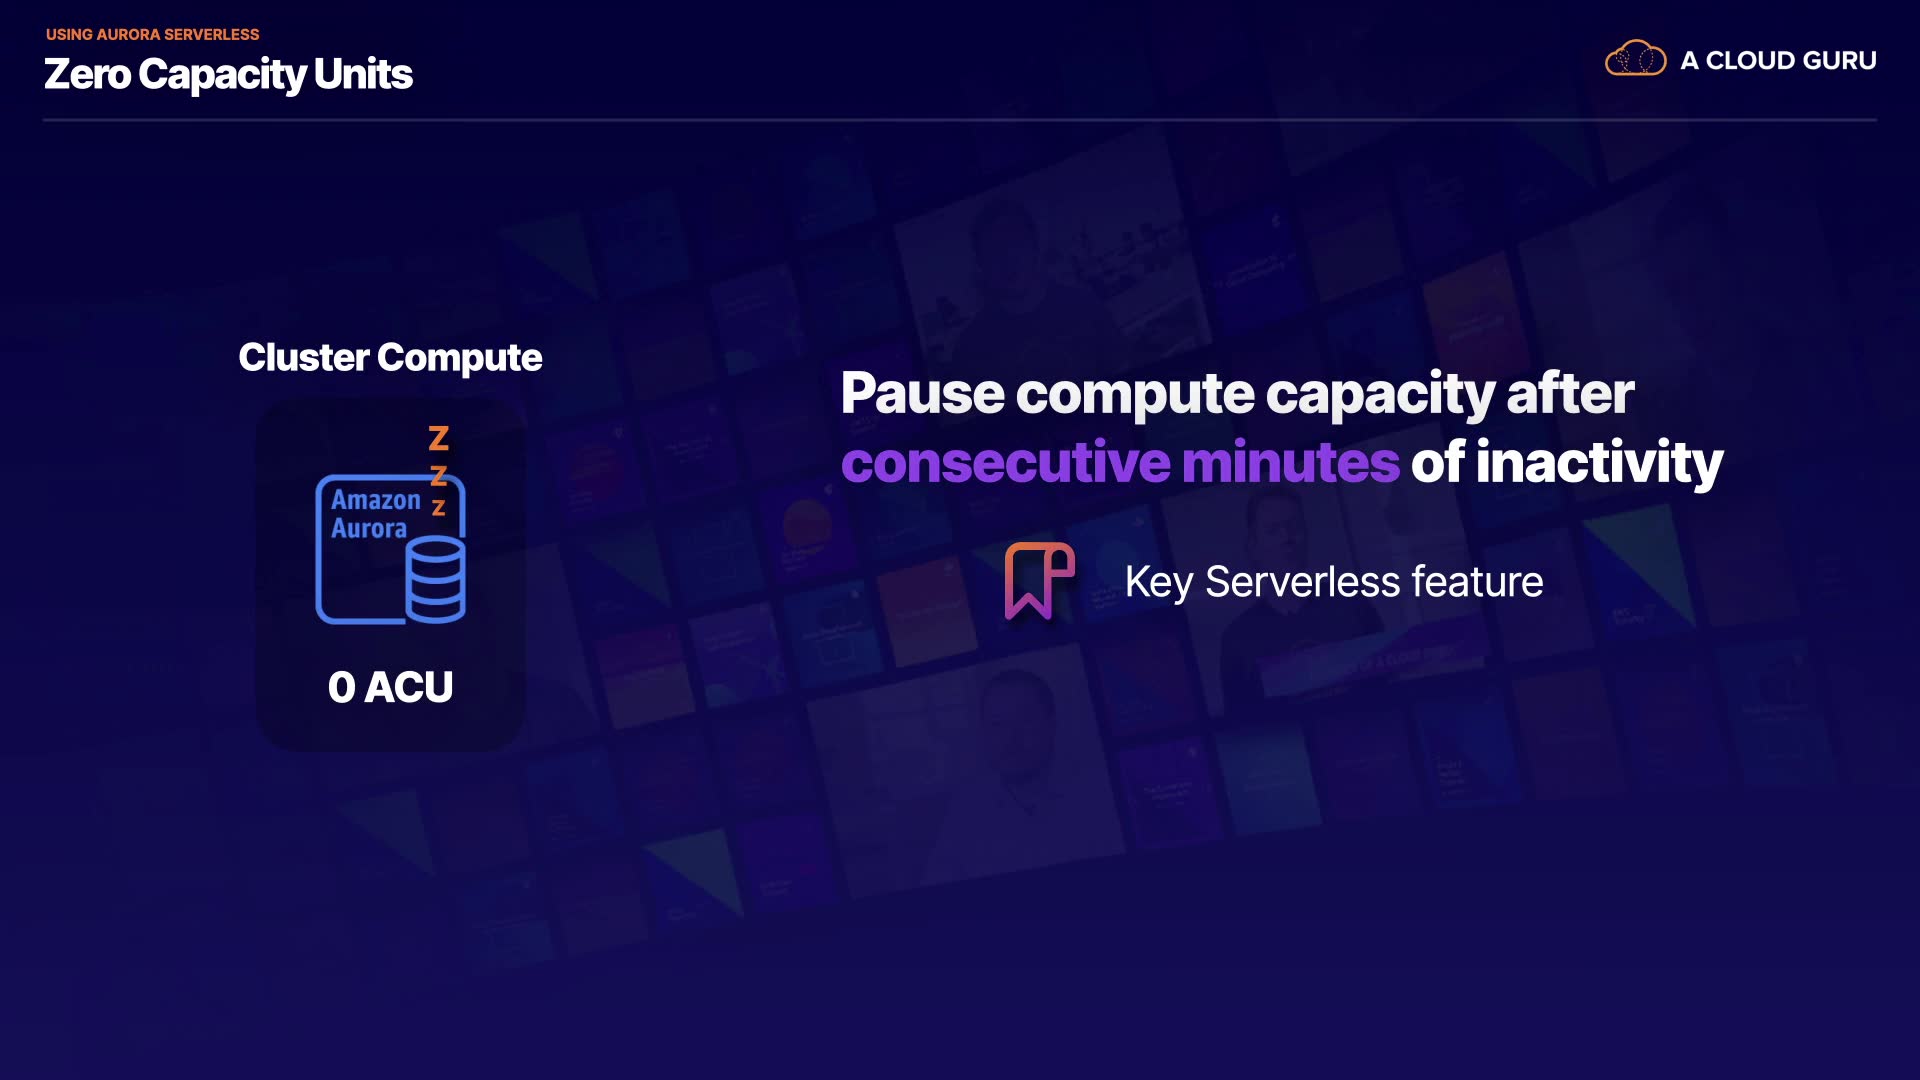 USING AURORA SERVERLESS
Zero Capacity Units
A CLOUD GURU
Cluster Compute
z
z
z
Amazon
Aurora
0 ACU
Pause compute capacity after
consecutive minutes of inactivity
Key Serverless feature